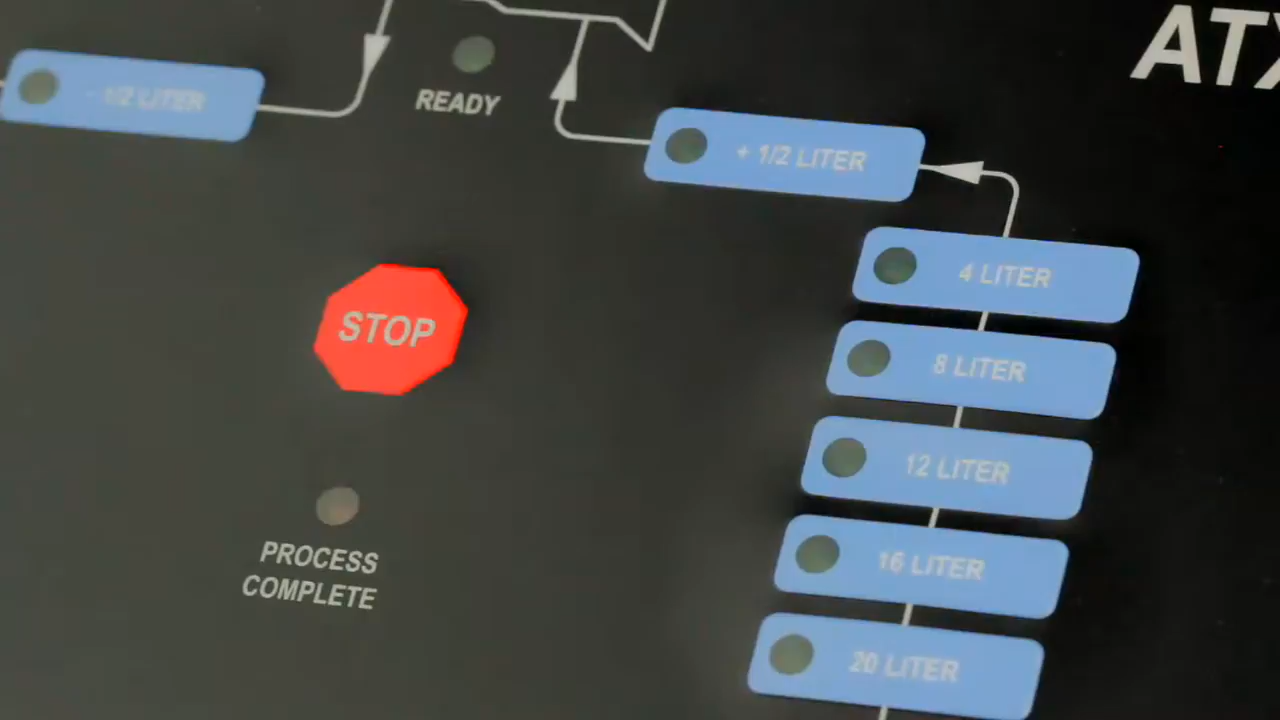 ATX
- 1/2 LITER
READY
+ 1/2 LITER
4 LITER
STOP
8 LITER
12 LITER
PROCESS
COMPLETE
16 LITER
20 LITER